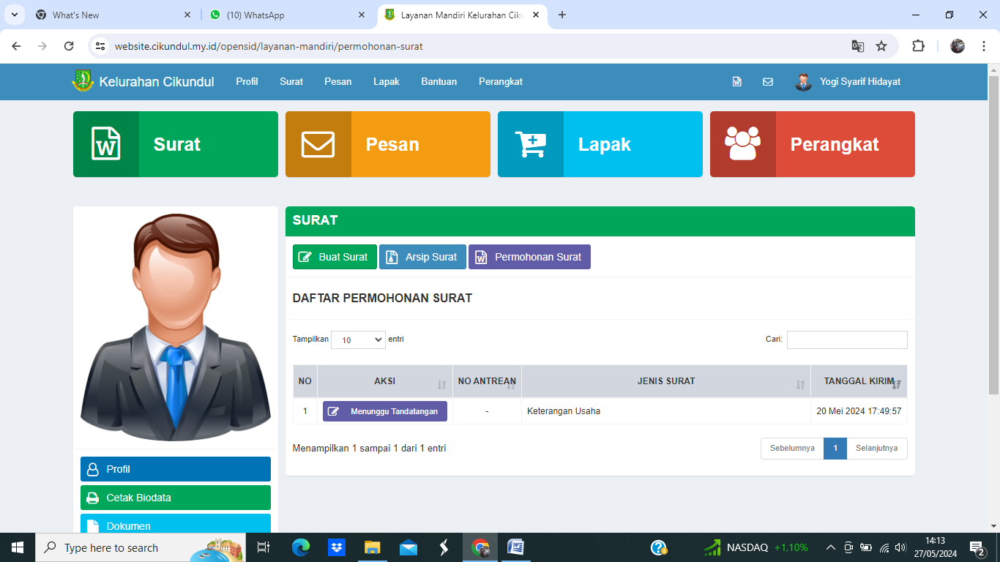 What's New
(10) WhatsApp
Layanan Mandiri Kelurahan Ciku
website.cikundul.my.id/opensid/layanan-mandiri/permohonan-surat
Kelurahan Cikundul Profil Surat Pesan Lapak Bantuan Perangkat Yogi Syarif Hidayat
Surat Pesan Lapak Perangkat
SURAT
Buat Surat Arsip Surat Permohonan Surat
DAFTAR PERMOHONAN SURAT
Tampilkan 10 entri Cari:
NO AKSI NO ANTREAN JENIS SURAT TANGGAL KIRIM
1 Menunggu Tandatangan - Keterangan Usaha 20 Mei 2024 17:49:57
Menampilkan 1 sampai 1 dari 1 entri Sebelumnya 1 Selanjutnya
Profil
Cetak Biodata
Dokumen
Type here to search NASDAQ +1,10% 14:13
27/05/2024 2